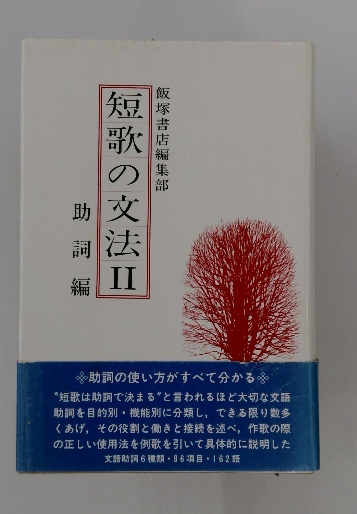 飯塚書店編集部
短歌の文法II
助詞編
❖助詞の使い方がすべて分かる❖
"短歌は助詞で決まる"と言われるほど大切な文語
助詞を目的別・機能別に分類し、できる限り数多
くあげ，その役割と働きと接続を述べ，作歌の際
の正しい使用法を例歌を引いて具体的に説明した
文語助詞6種類・86項目・162語